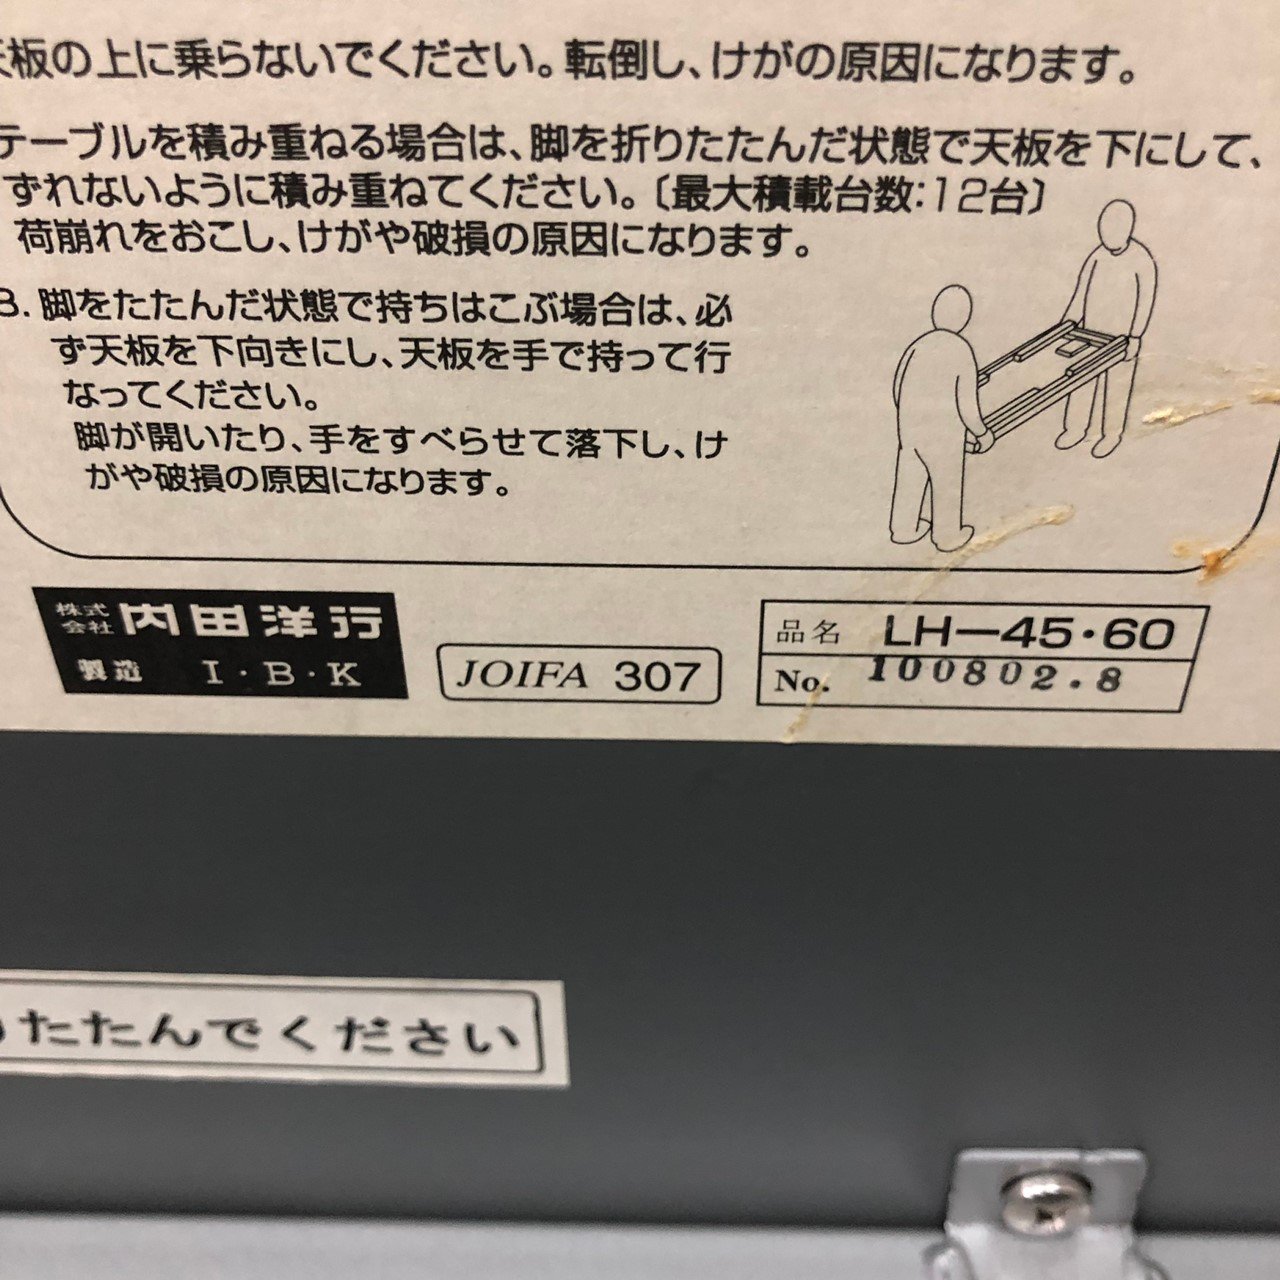 天板の上に乗らないでください。転倒し、けがの原因になります。
テーブルを積み重ねる場合は、脚を折りたたんだ状態で天板を下にして、
ずれないように積み重ねてください。〔最大積載台数:12台〕
荷崩れをおこし、けがや破損の原因になります。
3. 脚をたたんだ状態で持ちはこぶ場合は、必
ず天板を下向きにし、天板を手で持って行
なってください。
脚が開いたり、手をすべらせて落下し、け
がや破損の原因になります。
株式会社 内田洋行
製造 I・B・K
JOIFA 307
品名 LH-45・60
No. 100802.8
りたたんでください